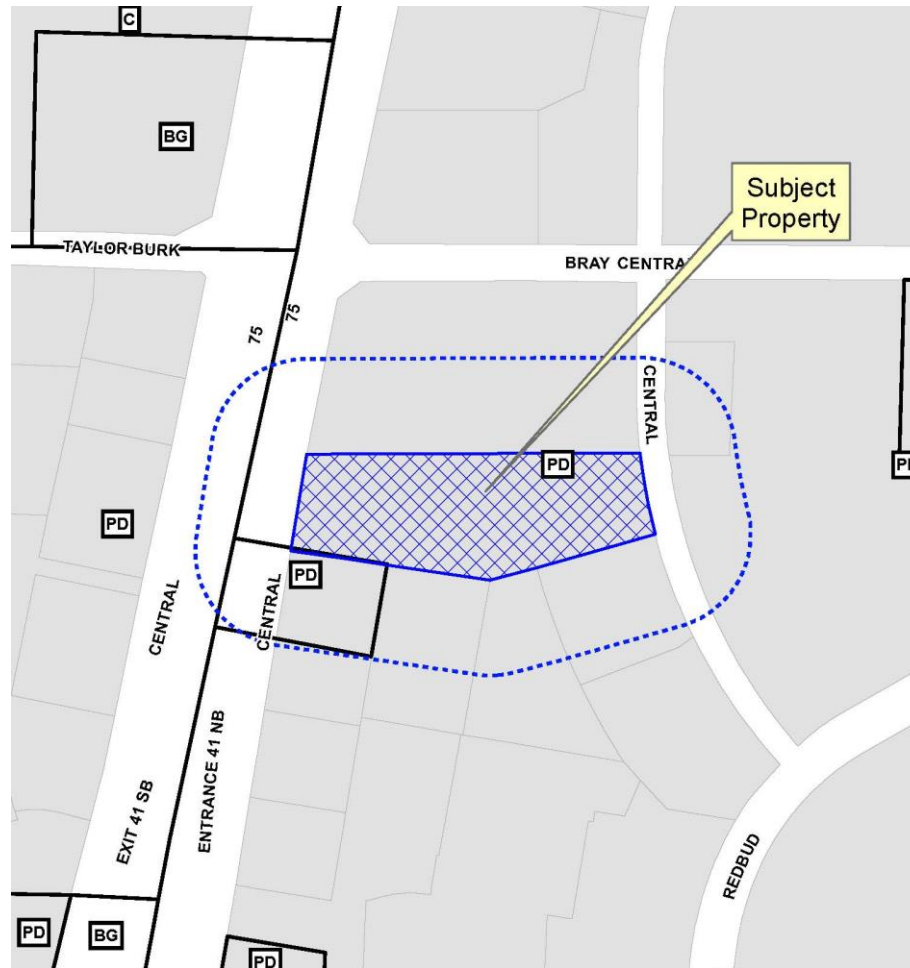 C
BG
Subject
Property
TAYLOR BURK
BRAY CENTRAL
75
75
CENTRAL
PD
PD
PD
CENTRAL
CENTRAL
ENTRANCE 41 NB
EXIT 41 SB
REDBUD
PD
BG
PD